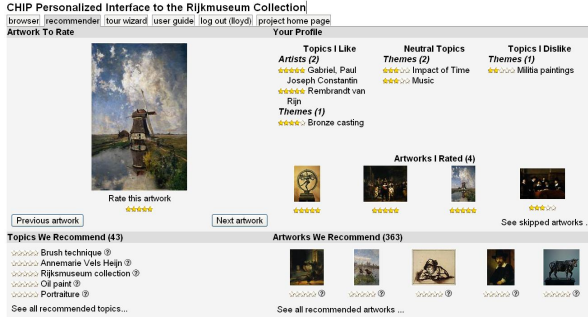 CHIP Personalized Interface to the Rijkmuseum Collection
browser recommender tour wizard user guide log out (lloyd) project home page
Artwork To Rate
Your Profile
Topics I Like
Artists (2)
Gabriel, Paul
Joseph Constantin
Rembrandt van
Rijn
Themes (1)
Bronze casting
Neutral Topics
Themes (2)
Impact of Time
Music
Topics I Dislike
Themes (1)
Militia paintings
Rate this artwork
Previous artwork
Next artwork
Artworks I Rated (4)
See skipped artworks ..
Topics We Recommend (43)
Brush technique ?
Annemarie Vels Heijn ?
Rijksmuseum collection ?
Oil paint ?
Portraiture ?
See all recommended topics...
Artworks We Recommend (363)
? ? ? ? ?
See all recommended artworks ...